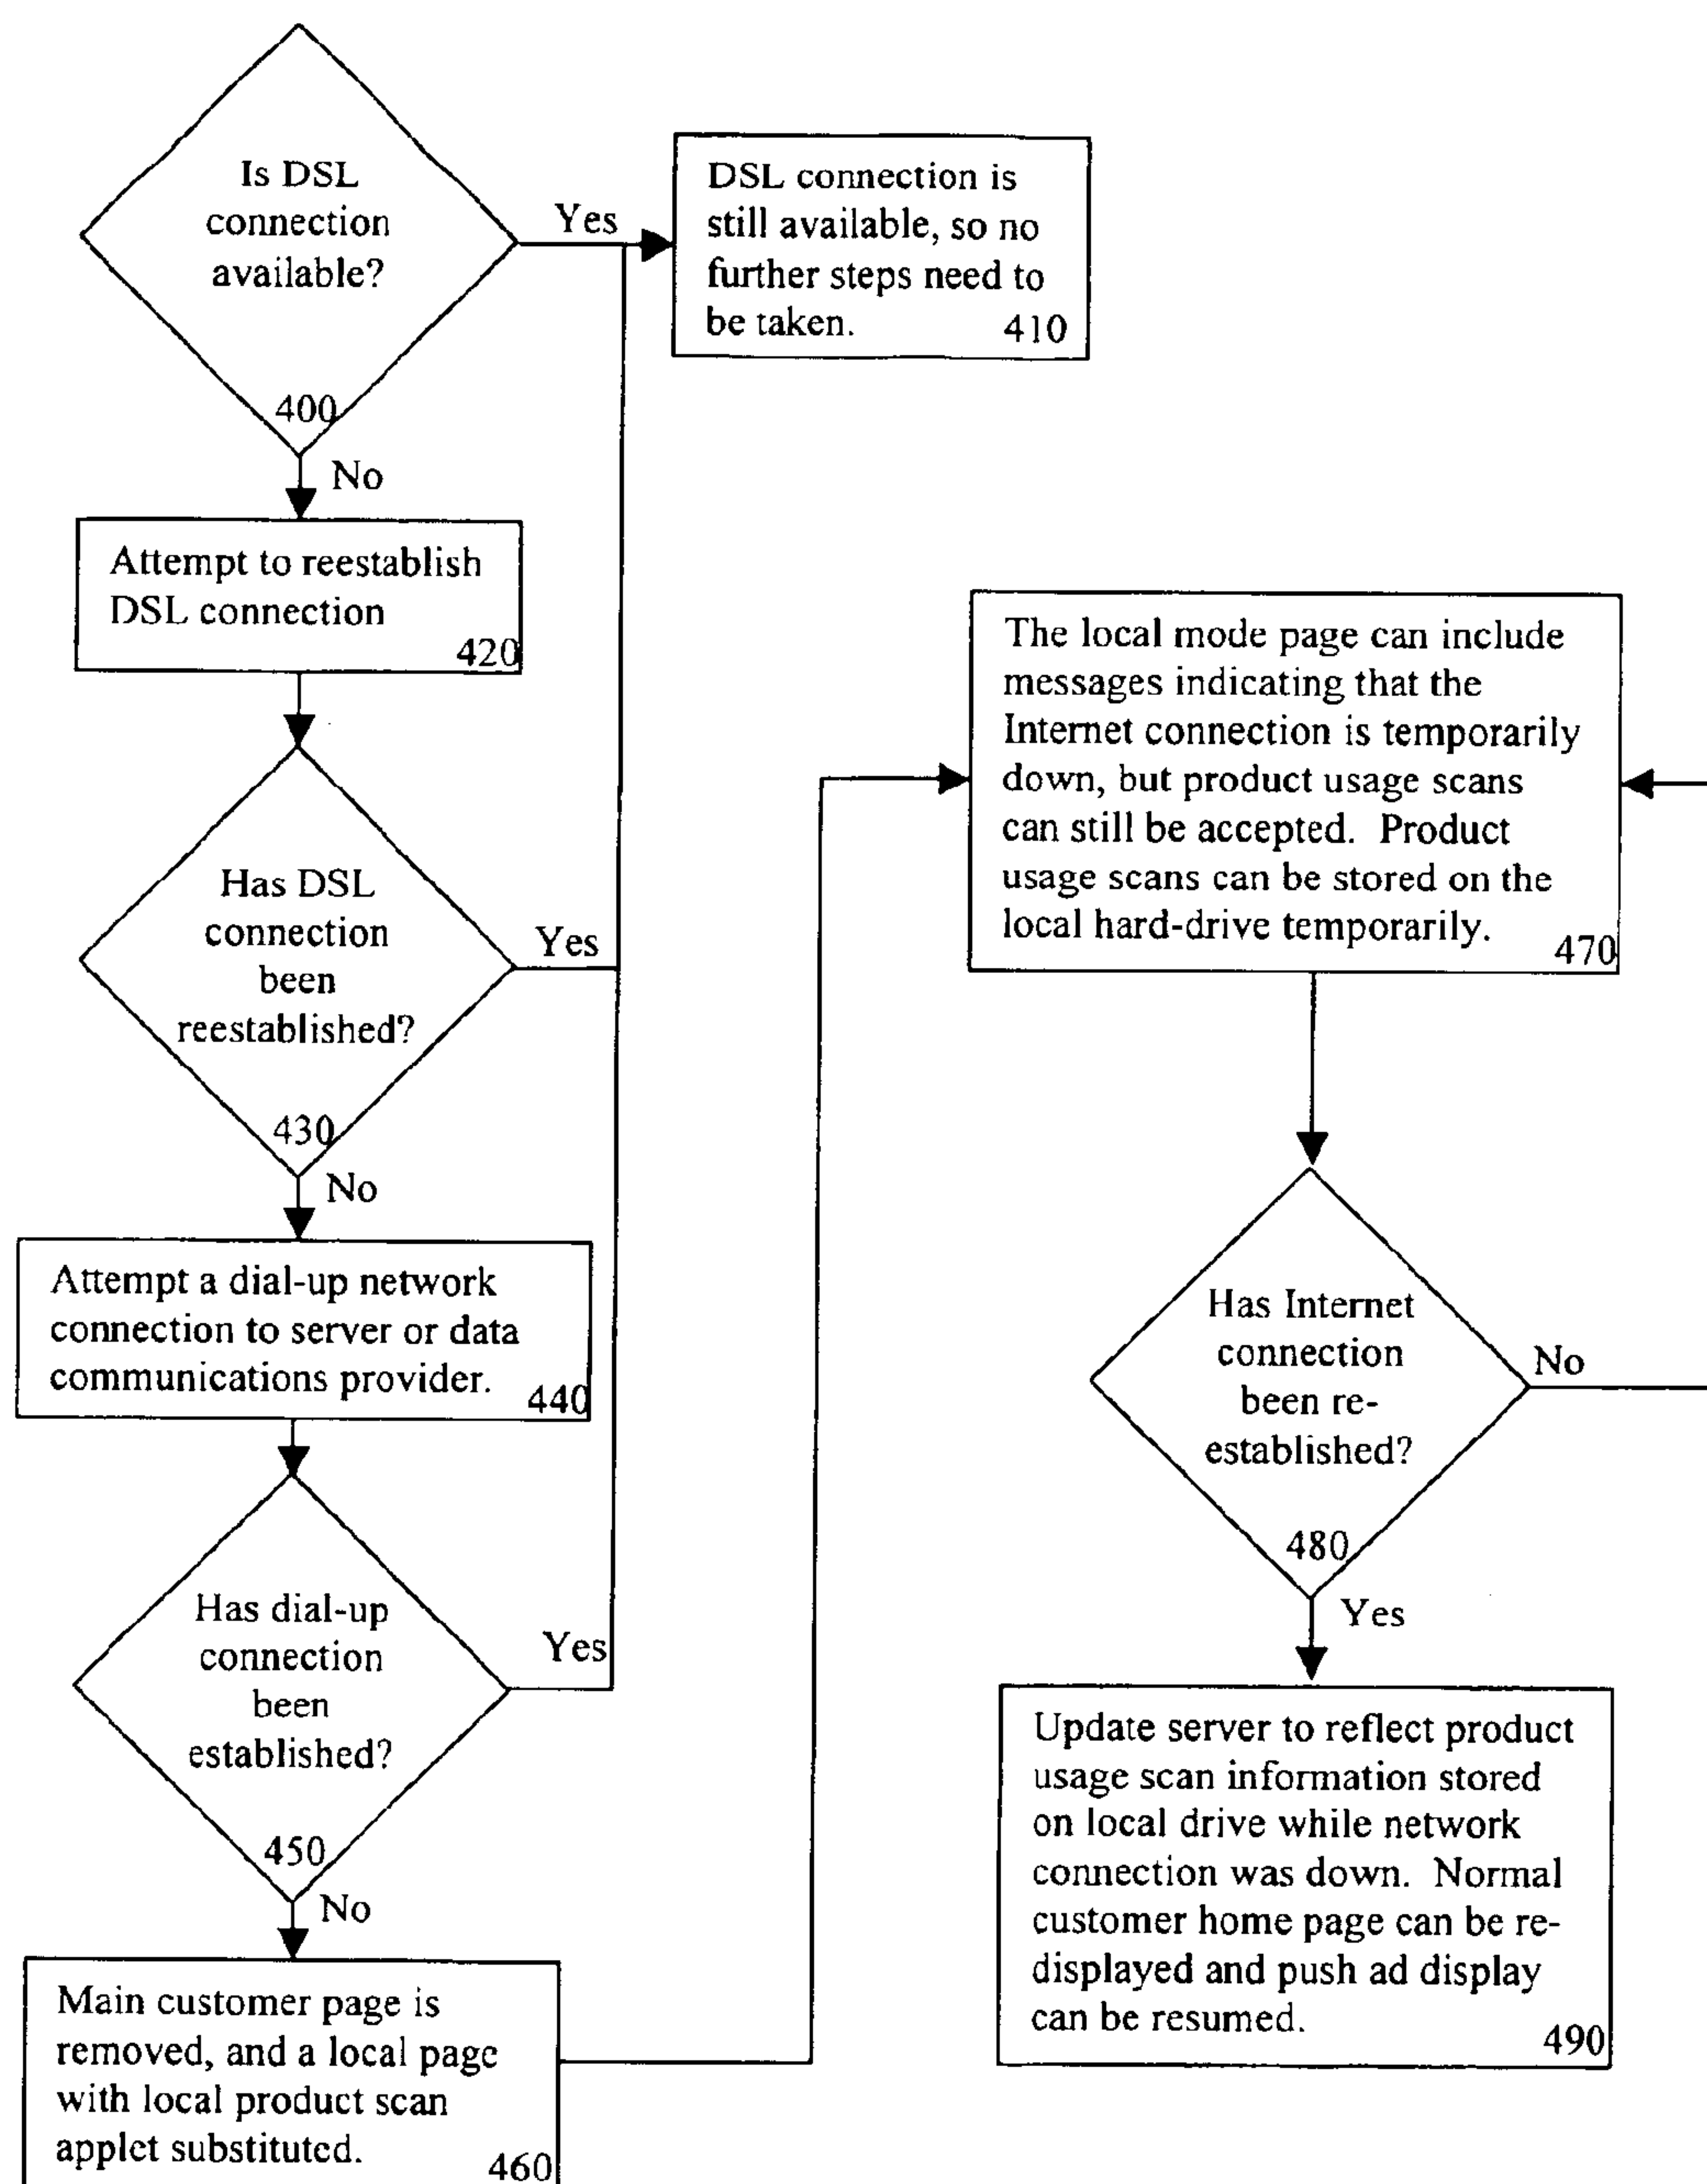 Is DSL
connection
available?
400
Yes
DSL connection is
still available, so no
further steps need to
be taken.
410
No
Attempt to reestablish
DSL connection
420
Has DSL
connection
been
reestablished?
430
Yes
No
Attempt a dial-up network
connection to server or data
communications provider.
440
Has dial-up
connection
been
established?
450
Yes
No
Main customer page is
removed, and a local page
with local product scan
applet substituted.
460
The local mode page can include
messages indicating that the
Internet connection is temporarily
down, but product usage scans
can still be accepted. Product
usage scans can be stored on the
local hard-drive temporarily.
470
Has Internet
connection
been re-
established?
480
No
Yes
Update server to reflect product
usage scan information stored
on local drive while network
connection was down. Normal
customer home page can be re-
displayed and push ad display
can be resumed.
490